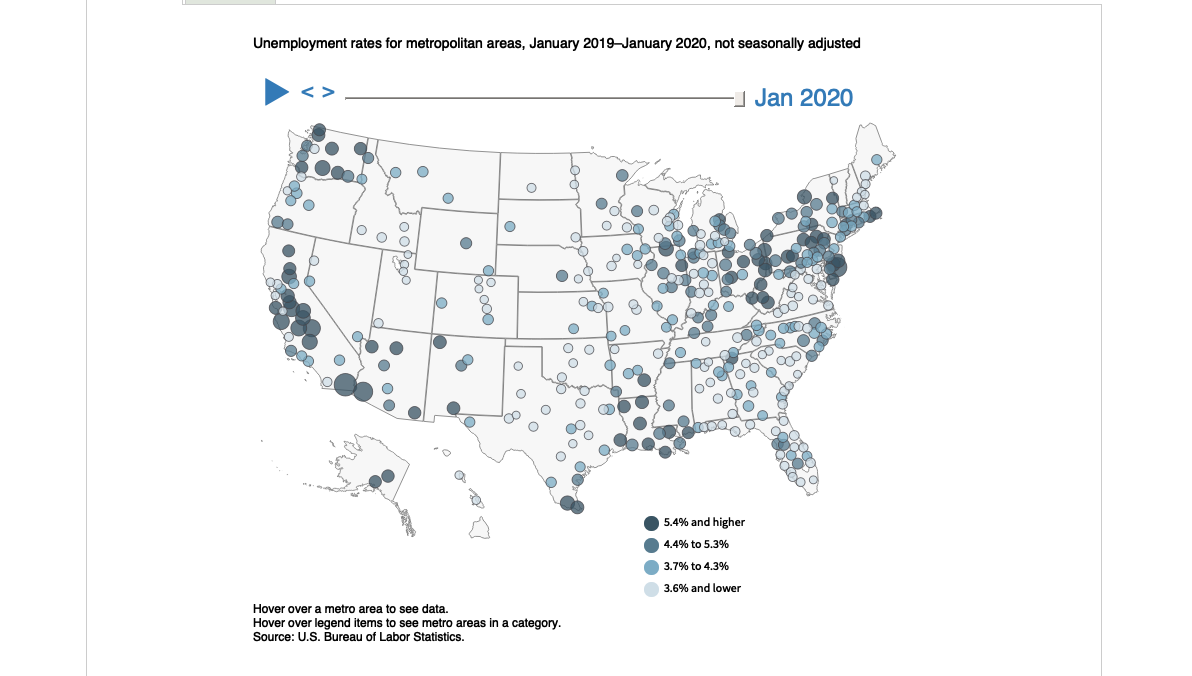 Unemployment rates for metropolitan areas, January 2019–January 2020, not seasonally adjusted
< >
Jan 2020
5.4% and higher
4.4% to 5.3%
3.7% to 4.3%
3.6% and lower
Hover over a metro area to see data.
Hover over legend items to see metro areas in a category.
Source: U.S. Bureau of Labor Statistics.